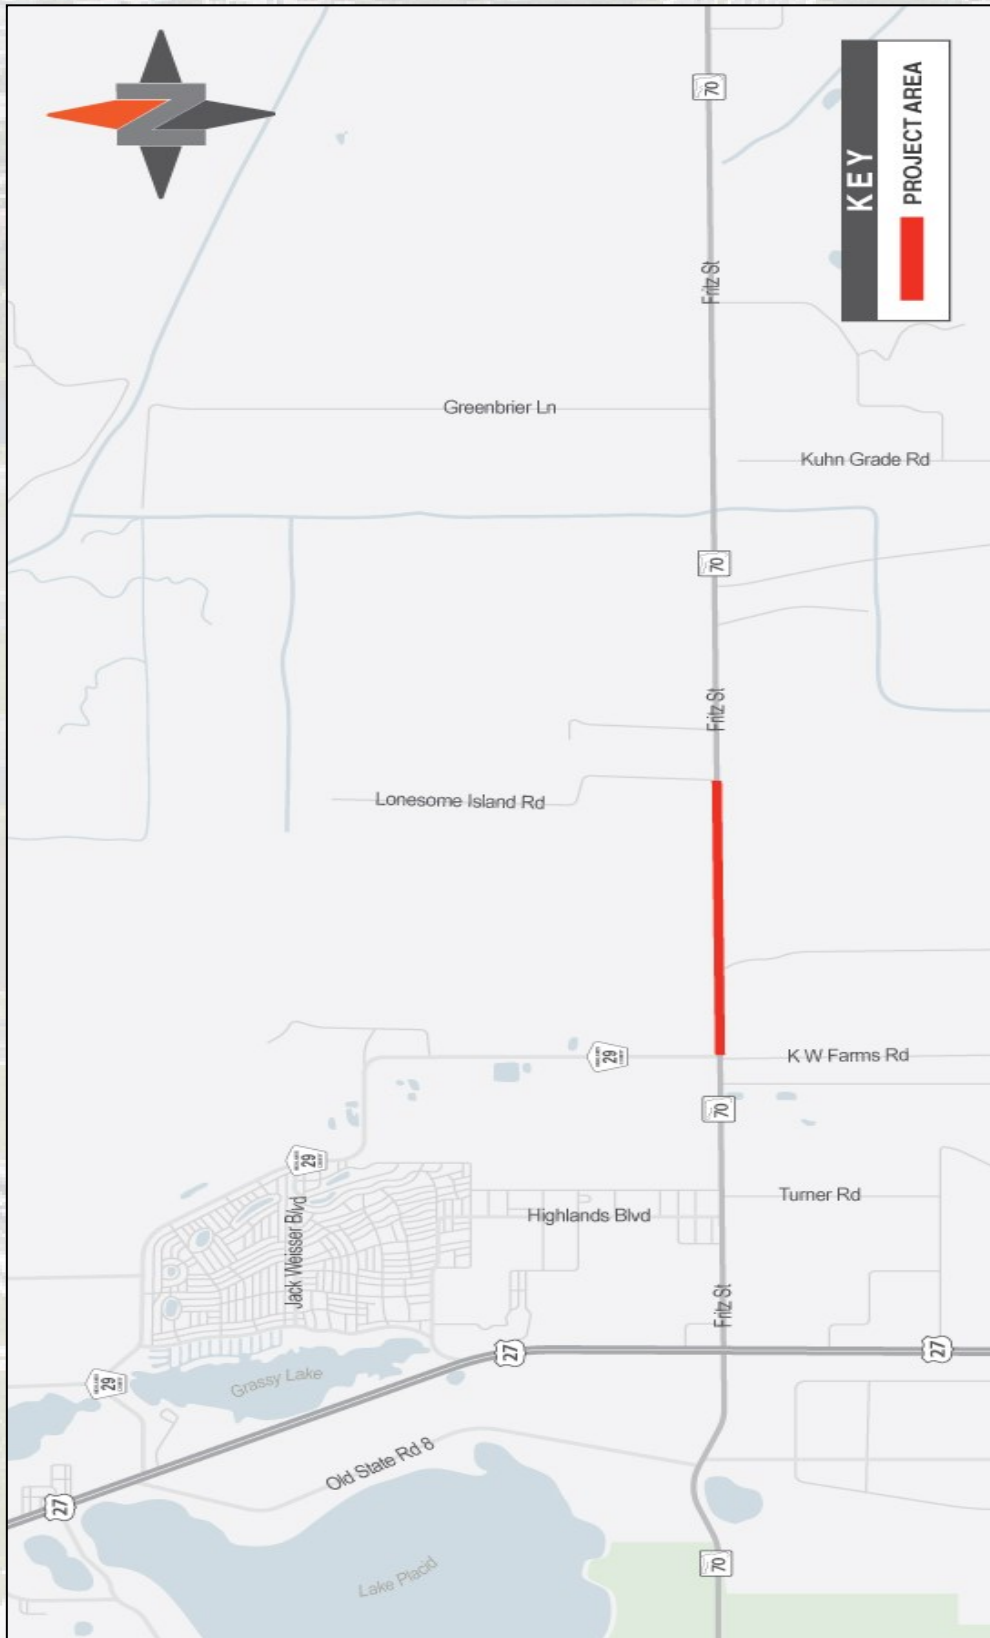 70
KEY
PROJECT AREA
Fritz St
Greenbrier Ln
Kuhn Grade Rd
70
Fritz St
Lonesome Island Rd
29
K W Farms Rd
70
29
Turner Rd
Jack Weisser Blvd
Highlands Blvd
Fritz St
27
27
Grassy Lake
29
Old State Rd 8
27
70
Lake Placid